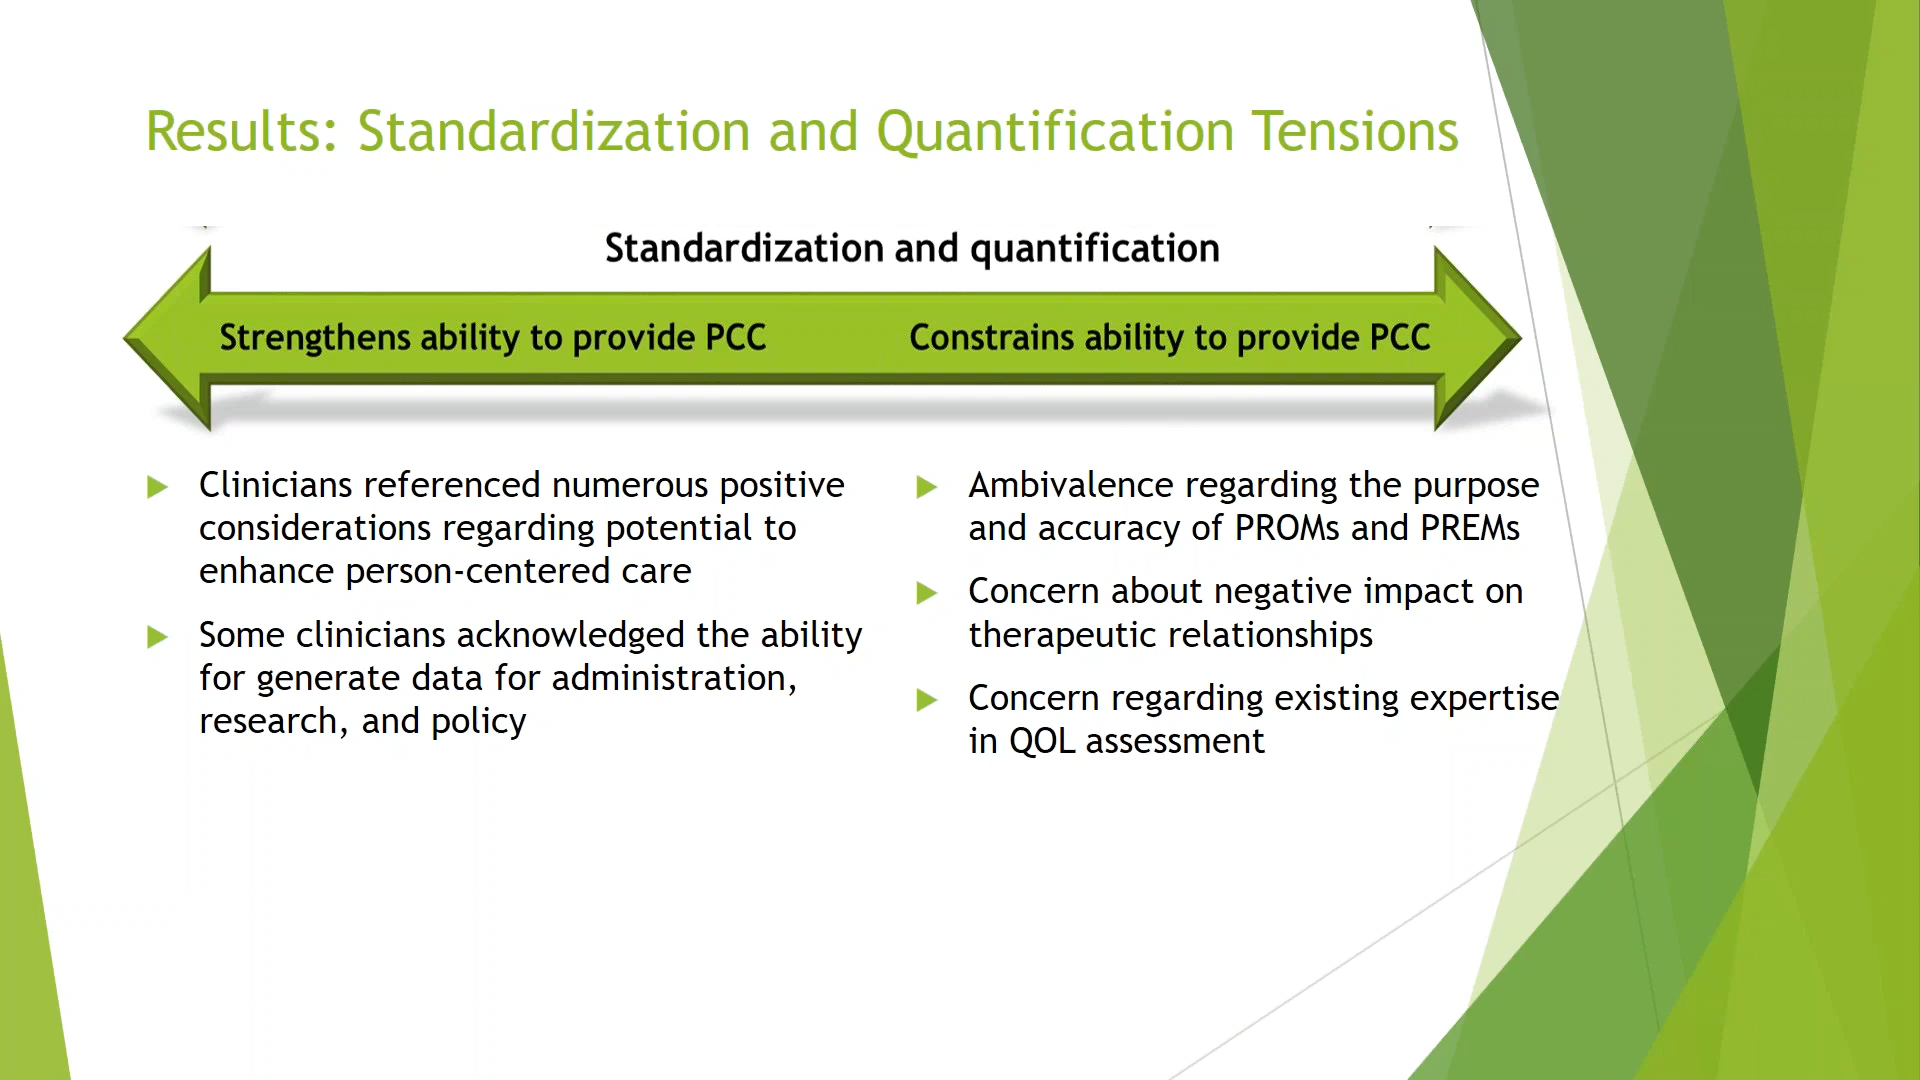 Results: Standardization and Quantification Tensions
Standardization and quantification
Strengthens ability to provide PCC
Constrains ability to provide PCC
Clinicians referenced numerous positive
considerations regarding potential to
enhance person-centered care
Some clinicians acknowledged the ability
for generate data for administration,
research, and policy
Ambivalence regarding the purpose
and accuracy of PROMs and PREMs
Concern about negative impact on
therapeutic relationships
Concern regarding existing expertise
in QOL assessment